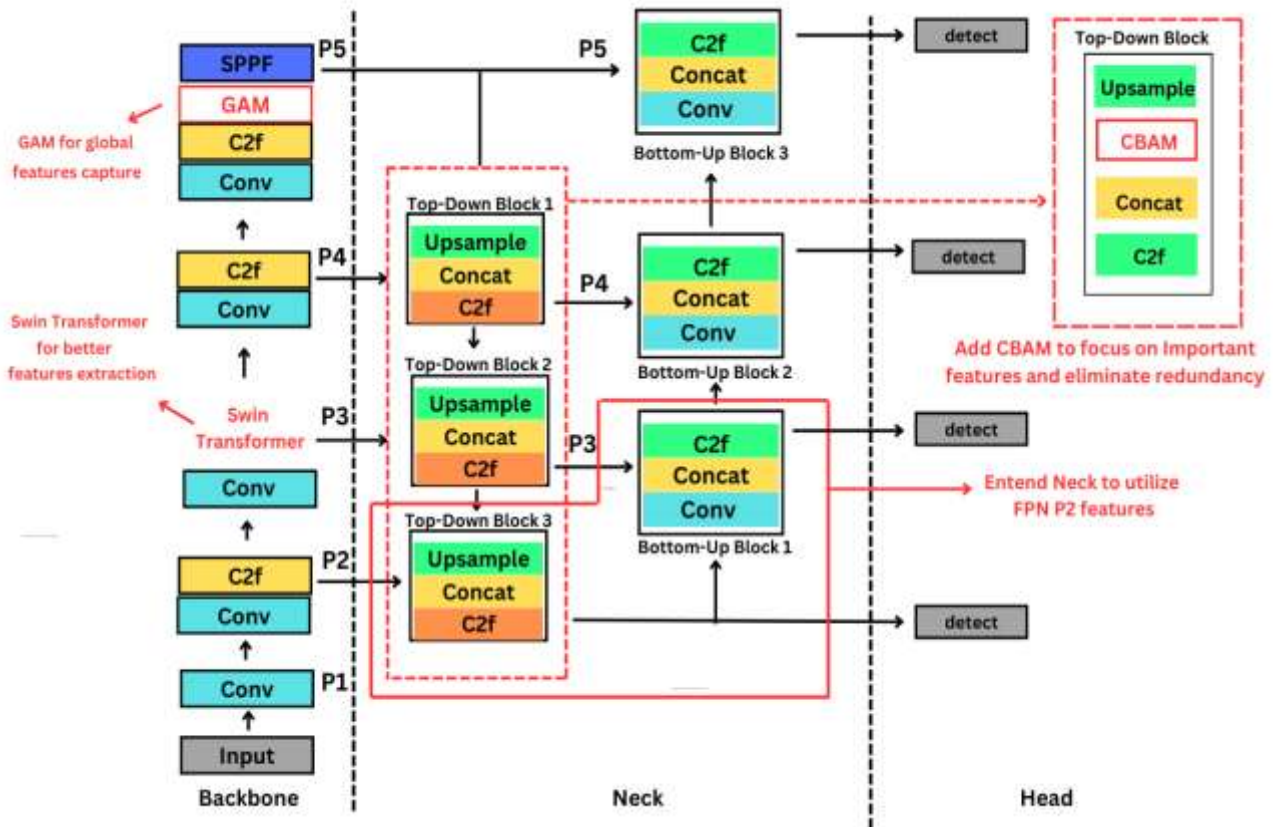 P5
SPPF
GAM
C2f
Conv
GAM for global
features capture
P4
C2f
Conv
Swin Transformer
for better
features extraction
P3
Swin
Transformer
Conv
P2
C2f
Conv
P1
Conv
Input
Backbone
Top-Down Block 1
Upsample
Concat
C2f
Top-Down Block 2
Upsample
Concat
C2f
Top-Down Block 3
Upsample
Concat
C2f
P5
C2f
Concat
Conv
Bottom-Up Block 3
P4
C2f
Concat
Conv
Bottom-Up Block 2
P3
C2f
Concat
Conv
Bottom-Up Block 1
Neck
detect
detect
detect
detect
Head
Top-Down Block
Upsample
CBAM
Concat
C2f
Add CBAM to focus on Important
features and eliminate redundancy
Entend Neck to utilize
FPN P2 features